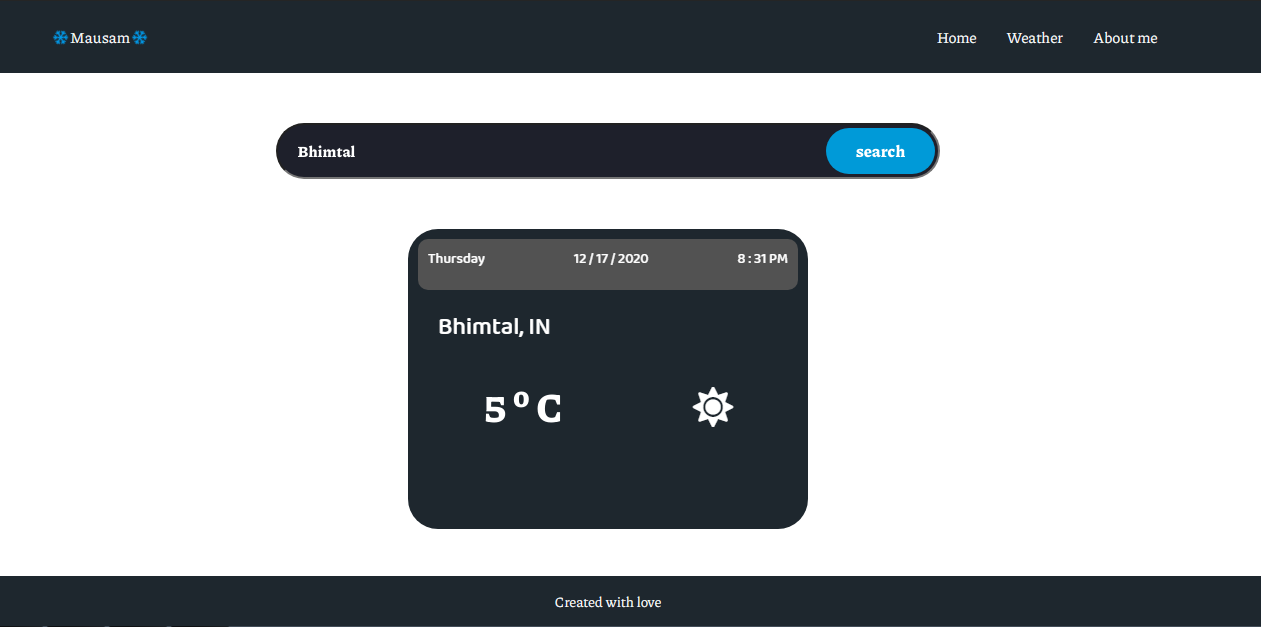 ❄Mausam❄ Home Weather About me
Bhimtal search
Thursday 12 / 17 / 2020 8 : 31 PM
Bhimtal, IN
5 º C
Created with love